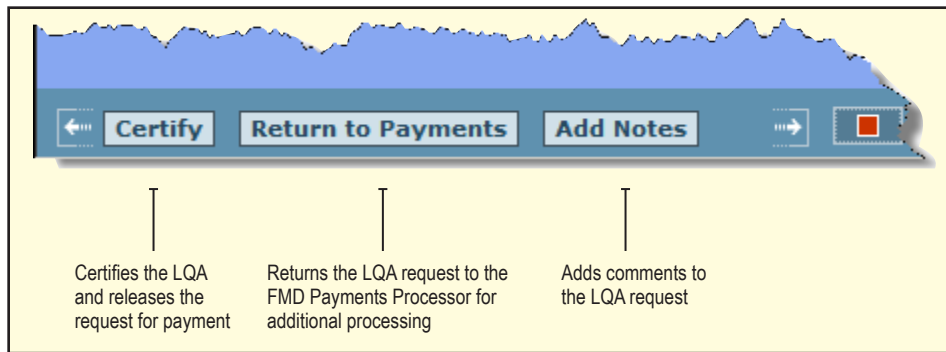 Certify Return to Payments Add Notes
Certifies the LQA
and releases the
request for payment
Returns the LQA request to the
FMD Payments Processor for
additional processing
Adds comments to
the LQA request